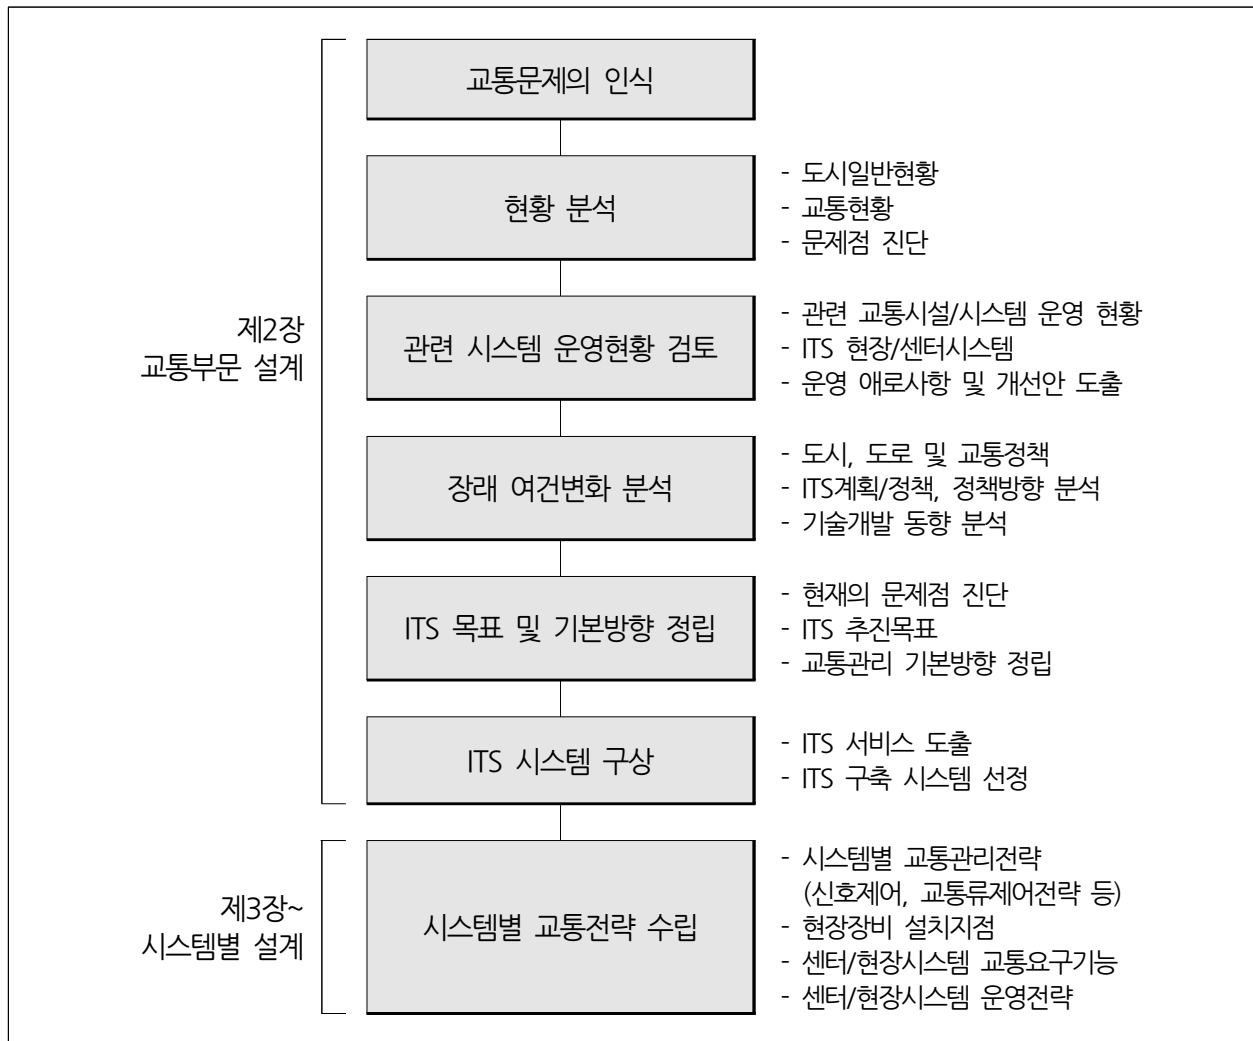 교통문제의 인식
현황 분석
- 도시일반현황
- 교통현황
- 문제점 진단
제2장
교통부문 설계
관련 시스템 운영현황 검토
- 관련 교통시설/시스템 운영 현황
- ITS 현장/센터시스템
- 운영 애로사항 및 개선안 도출
장래 여건변화 분석
- 도시, 도로 및 교통정책
- ITS계획/정책, 정책방향 분석
- 기술개발 동향 분석
ITS 목표 및 기본방향 정립
- 현재의 문제점 진단
- ITS 추진목표
- 교통관리 기본방향 정립
ITS 시스템 구상
- ITS 서비스 도출
- ITS 구축 시스템 선정
제3장~
시스템별 설계
시스템별 교통전략 수립
- 시스템별 교통관리전략
(신호제어, 교통류제어전략 등)
- 현장장비 설치지점
- 센터/현장시스템 교통요구기능
- 센터/현장시스템 운영전략